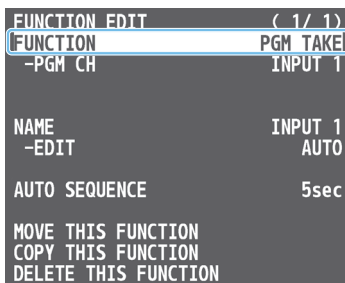 FUNCTION EDIT ( 1/ 1)
FUNCTION PGM TAKE
-PGM CH INPUT 1
NAME INPUT 1
-EDIT AUTO
AUTO SEQUENCE 5sec
MOVE THIS FUNCTION
COPY THIS FUNCTION
DELETE THIS FUNCTION